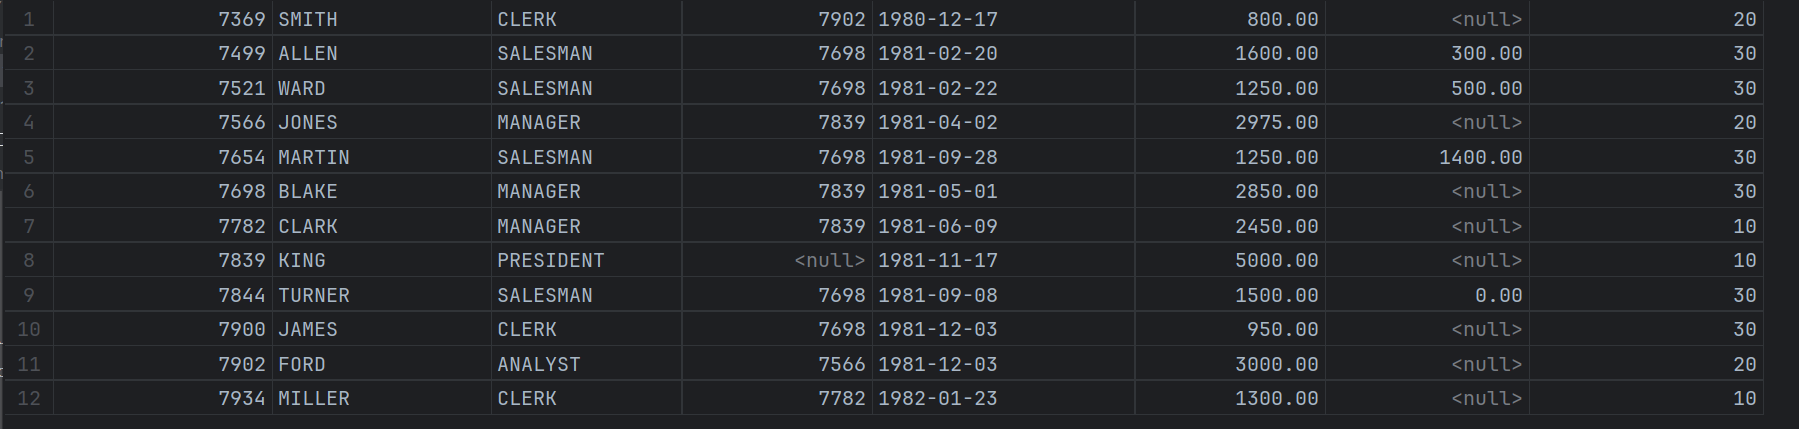 1 7369 SMITH CLERK 7902 1980-12-17 800.00 <null> 20
2 7499 ALLEN SALESMAN 7698 1981-02-20 1600.00 300.00 30
3 7521 WARD SALESMAN 7698 1981-02-22 1250.00 500.00 30
4 7566 JONES MANAGER 7839 1981-04-02 2975.00 <null> 20
5 7654 MARTIN SALESMAN 7698 1981-09-28 1250.00 1400.00 30
6 7698 BLAKE MANAGER 7839 1981-05-01 2850.00 <null> 30
7 7782 CLARK MANAGER 7839 1981-06-09 2450.00 <null> 10
8 7839 KING PRESIDENT <null> 1981-11-17 5000.00 <null> 10
9 7844 TURNER SALESMAN 7698 1981-09-08 1500.00 0.00 30
10 7900 JAMES CLERK 7698 1981-12-03 950.00 <null> 30
11 7902 FORD ANALYST 7566 1981-12-03 3000.00 <null> 20
12 7934 MILLER CLERK 7782 1982-01-23 1300.00 <null> 10